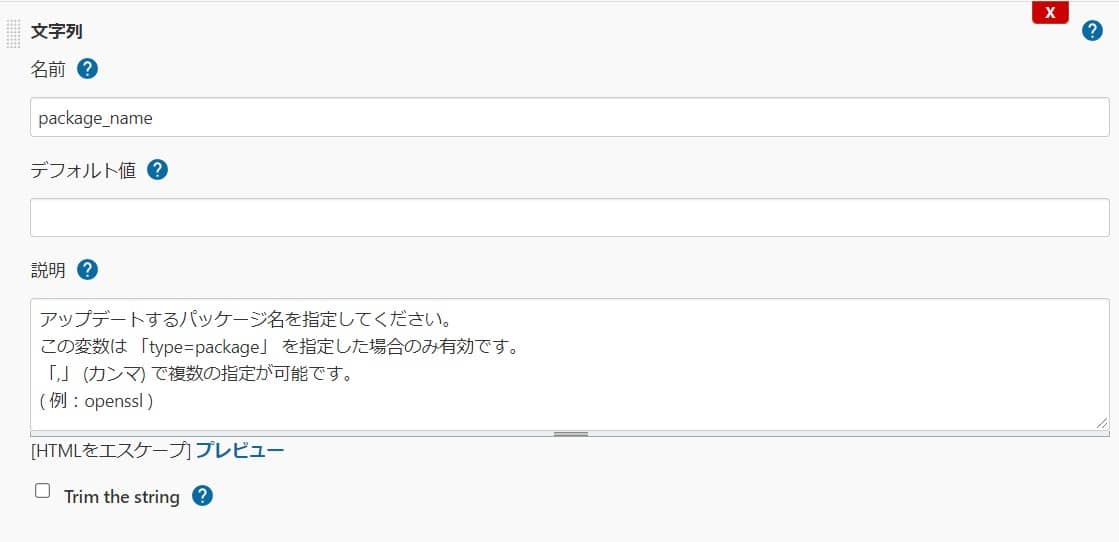 X
文字列 ?
名前 ?
package_name
デフォルト値 ?
説明 ?
アップデートするパッケージ名を指定してください。
この変数は 「type=package」 を指定した場合のみ有効です。
「,」 (カンマ) で複数の指定が可能です。
( 例：openssl )
[HTMLをエスケープ] プレビュー
Trim the string ?